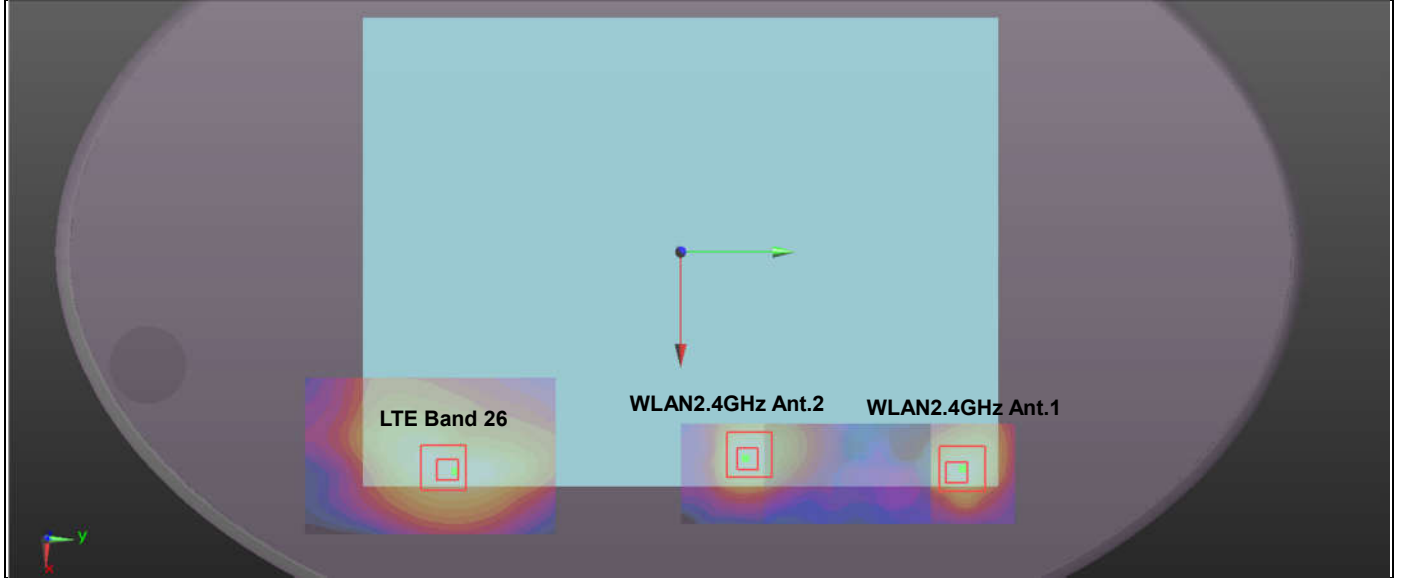 WLAN2.4GHz Ant.2
WLAN2.4GHz Ant.1
LTE Band 26
y
x